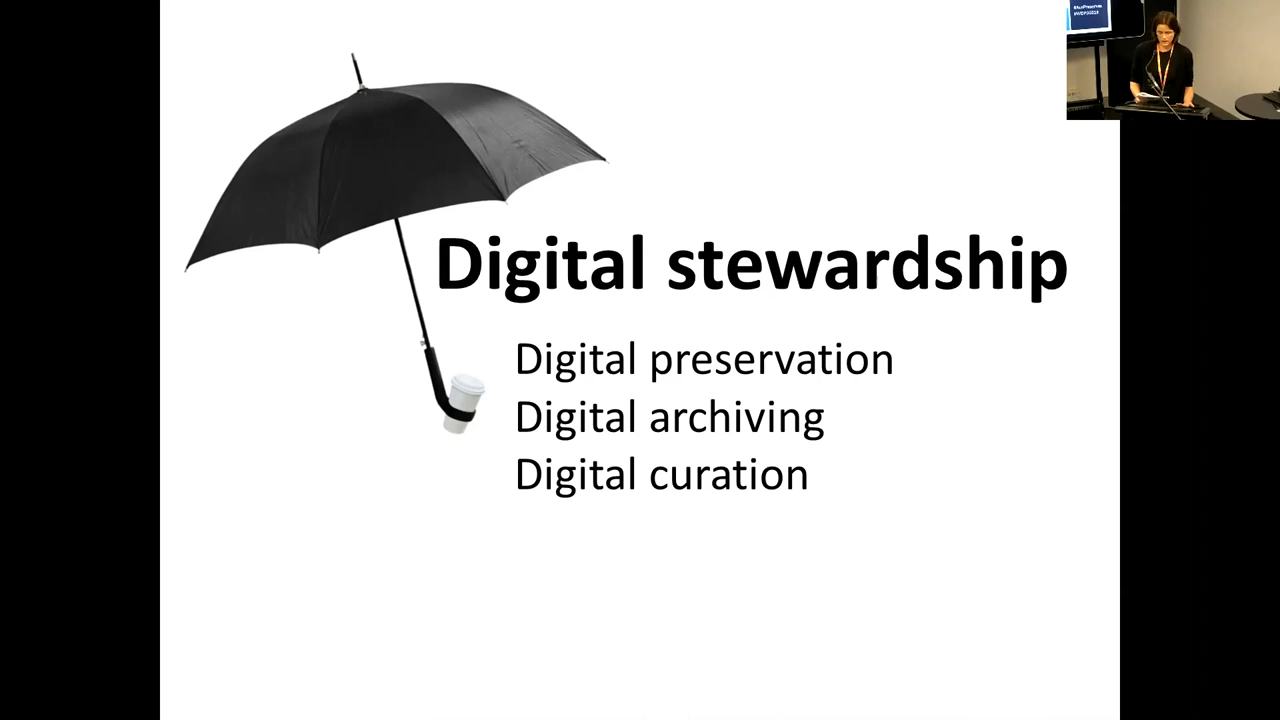 Digital stewardship
Digital preservation
Digital archiving
Digital curation